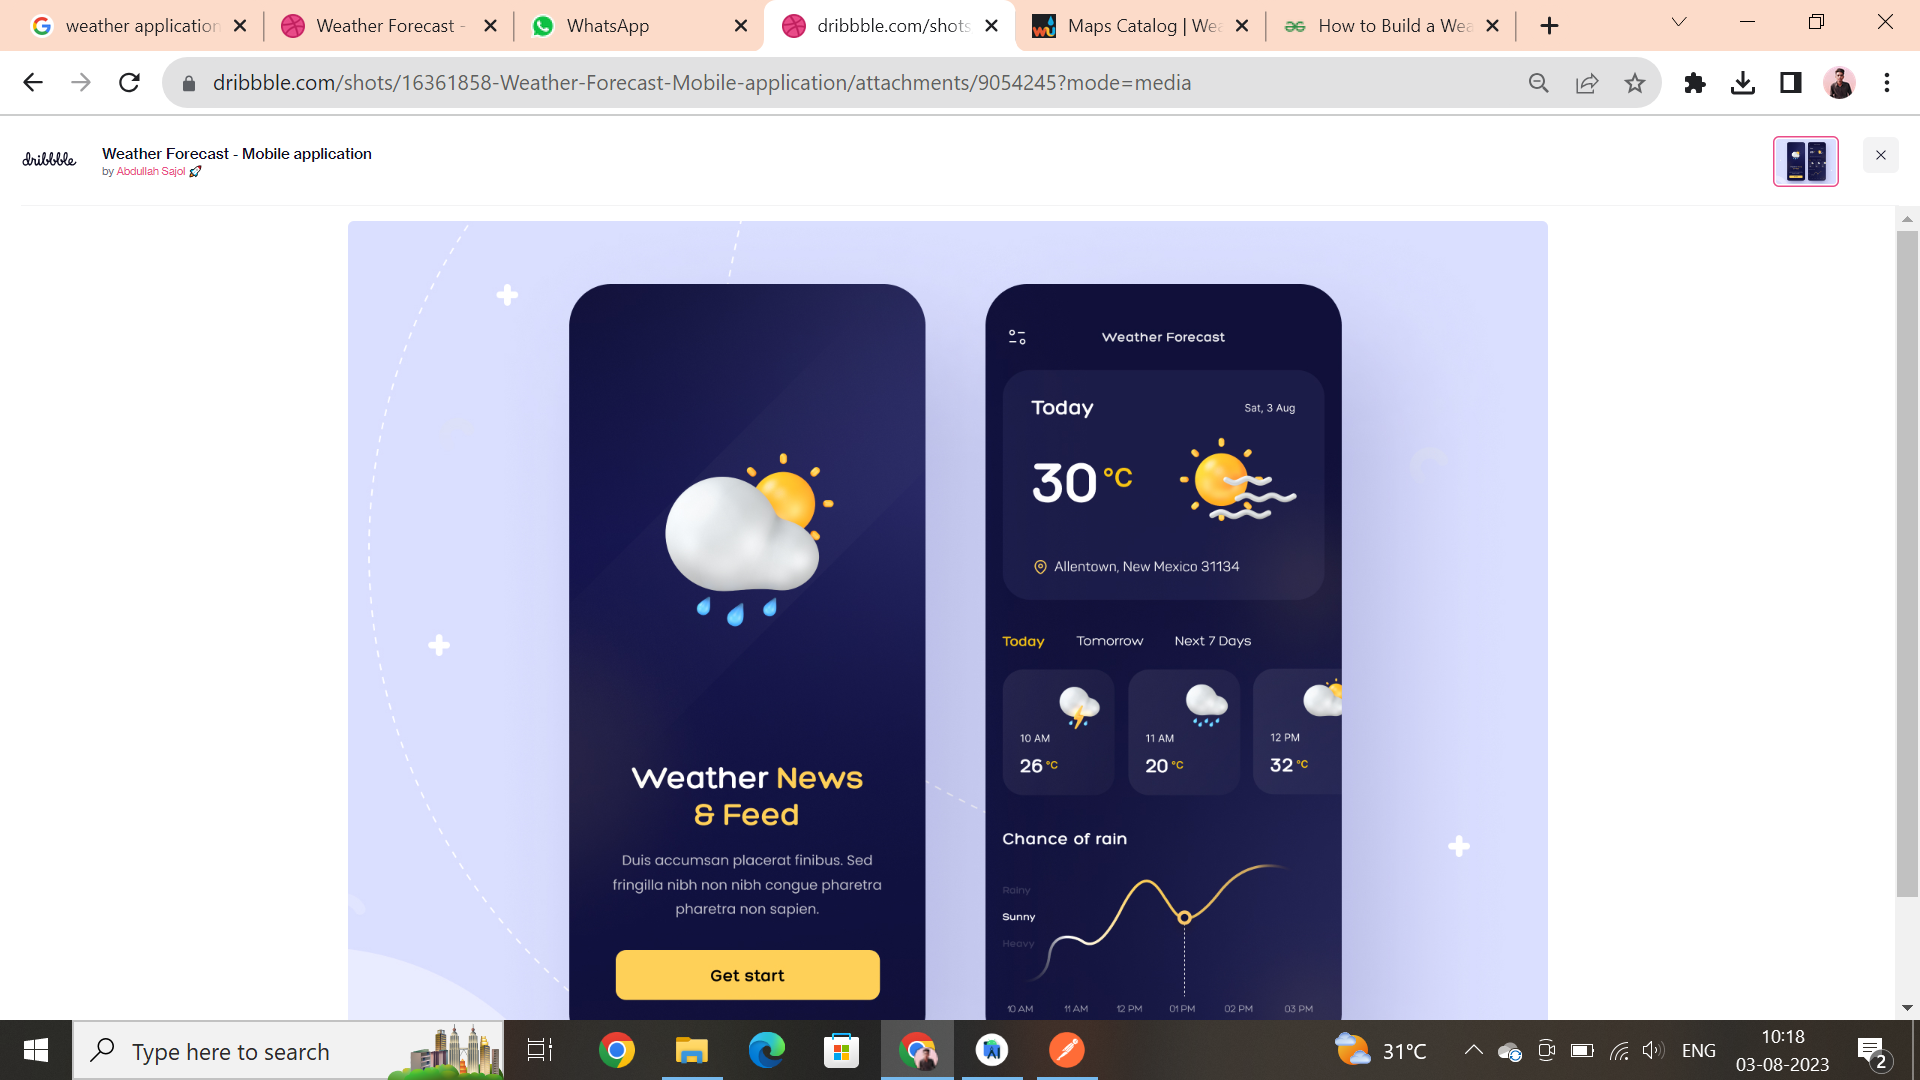 weather application
Weather Forecast -
WhatsApp
dribbble.com/shots
Maps Catalog | Wea
How to Build a Wea
dribbble.com/shots/16361858-Weather-Forecast-Mobile-application/attachments/9054245?mode=media
dribbble
Weather Forecast - Mobile application
by Abdullah Sajol 🚀
Weather News
& Feed
Duis accumsan placerat finibus. Sed
fringilla nibh non nibh congue pharetra
pharetra non sapien.
Get start
Weather Forecast
Today
Sat, 3 Aug
30 °C
Allentown, New Mexico 31134
Today Tomorrow Next 7 Days
10 AM
26 °C
11 AM
20 °C
12 PM
32 °C
Chance of rain
Rainy
Sunny
Heavy
10 AM 11 AM 12 PM 01 PM 02 PM 03 PM
Type here to search
31°C
ENG
10:18
03-08-2023
2